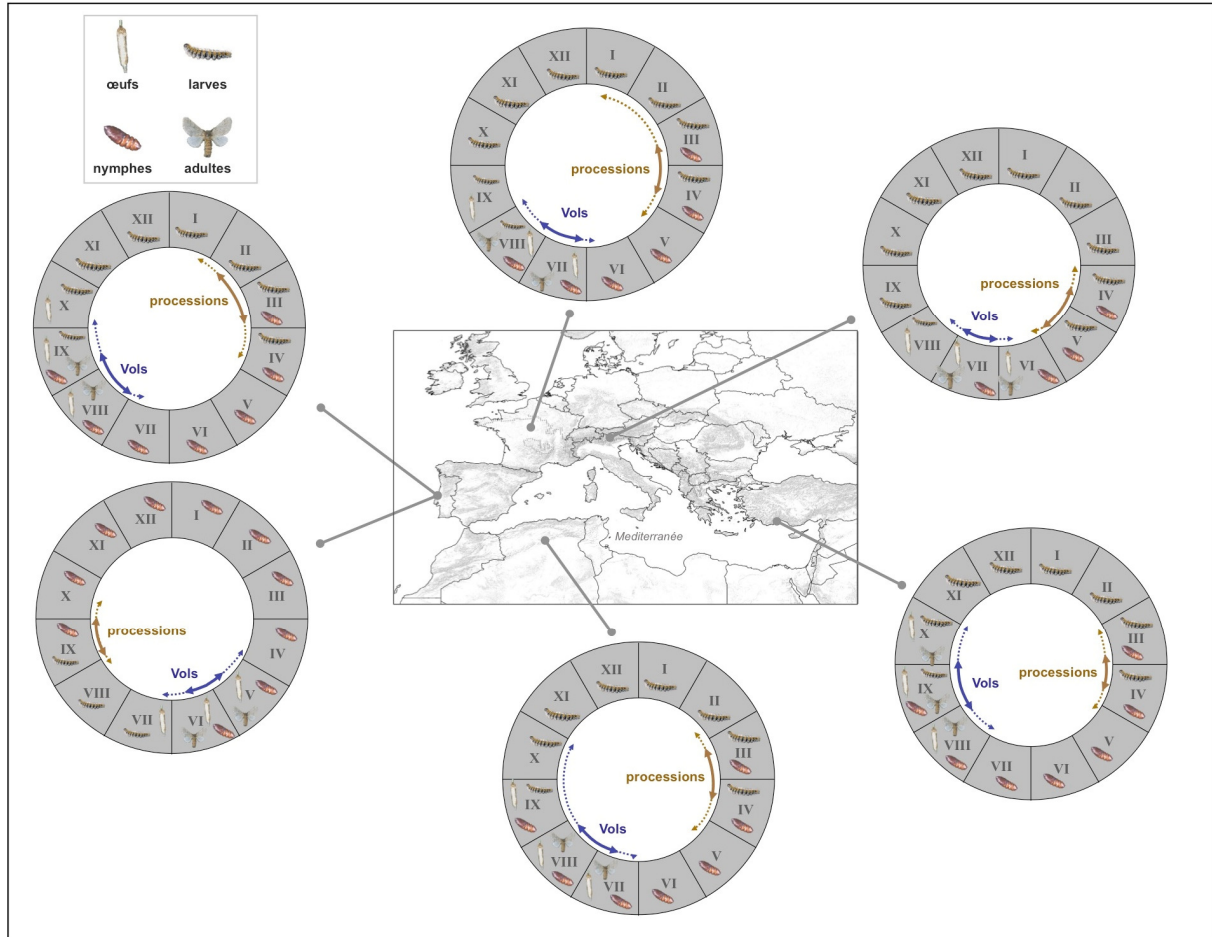 œufs larves
nymphes adultes
I
II
III
IV
V
VI
VII
VIII
IX
X
XI
XII
processions
Vols
I
II
III
IV
V
VI
VII
VIII
IX
X
XI
XII
processions
Vols
I
II
III
IV
V
VI
VII
VIII
IX
X
XI
XII
processions
Vols
I
II
III
IV
V
VI
VII
VIII
IX
X
XI
XII
processions
Vols
Mediterranée
I
II
III
IV
V
VI
VII
VIII
IX
X
XI
XII
processions
Vols
I
II
III
IV
V
VI
VII
VIII
IX
X
XI
XII
processions
Vols